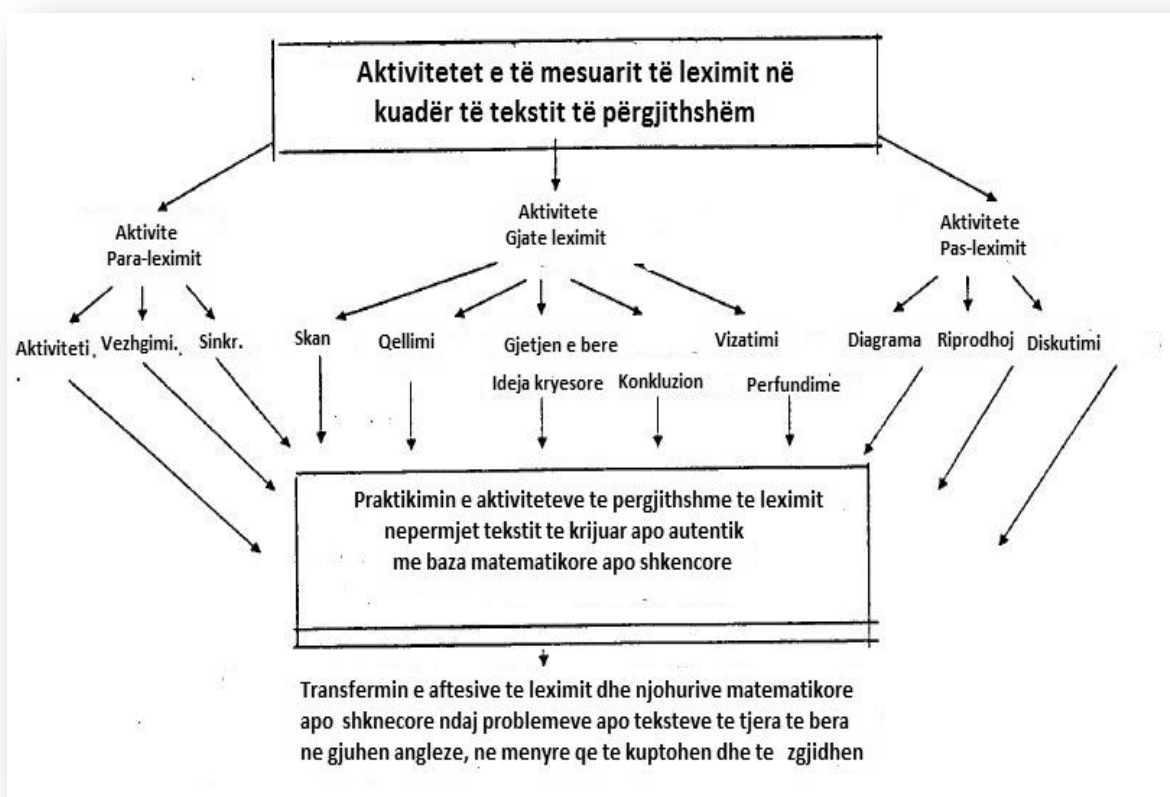 Aktivitetet e të mesuarit të leximit në
kuadër të tekstit të përgjithshëm
Aktivite
Para-leximit
Aktivitete
Gjate leximit
Aktivitete
Pas-leximit
Aktiviteti. Vezhgimi. Sinkr.
Skan
Qellimi
Gjetjen e bere
Vizatimi
Diagrama Riprodhoj Diskutimi
Ideja kryesore Konkluzion Perfundime
Praktikimin e aktiviteteve te pergjithshme te leximit
nepermjet tekstit te krijuar apo autentik
me baza matematikore apo shkencore
Transfermin e aftesive te leximit dhe njohurive matematikore
apo shknecore ndaj problemeve apo teksteve te tjera te bera
ne gjuhen angleze, ne menyre qe te kuptohen dhe te zgjidhen